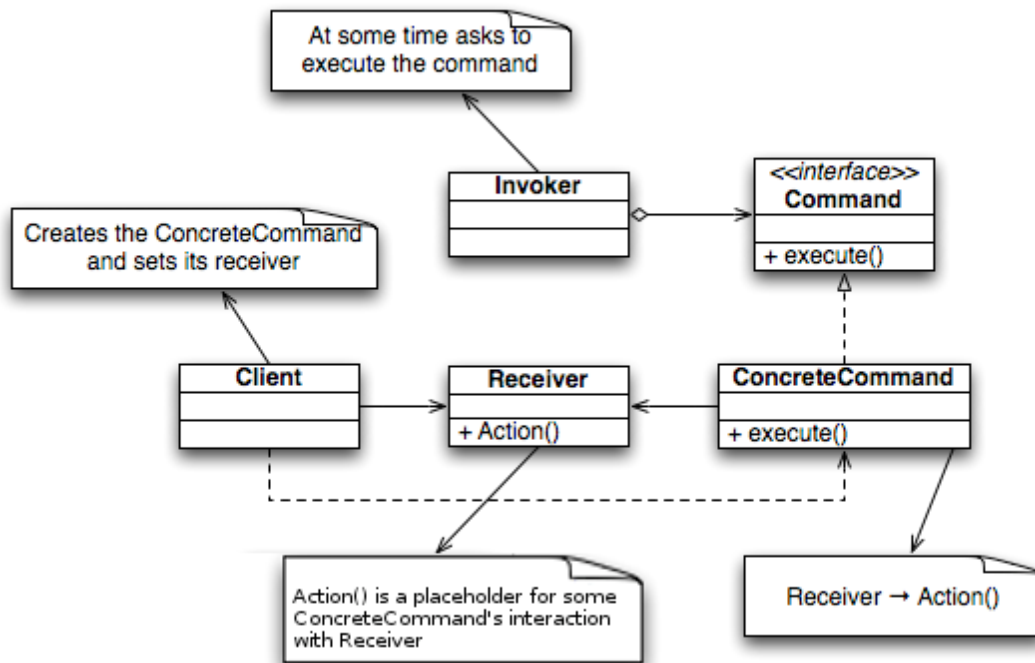 At some time asks to
execute the command
Invoker
<<interface>>
Command
+ execute()
Creates the ConcreteCommand
and sets its receiver
Client
Receiver
+ Action()
ConcreteCommand
+ execute()
Action() is a placeholder for some
ConcreteCommand's interaction
with Receiver
Receiver → Action()